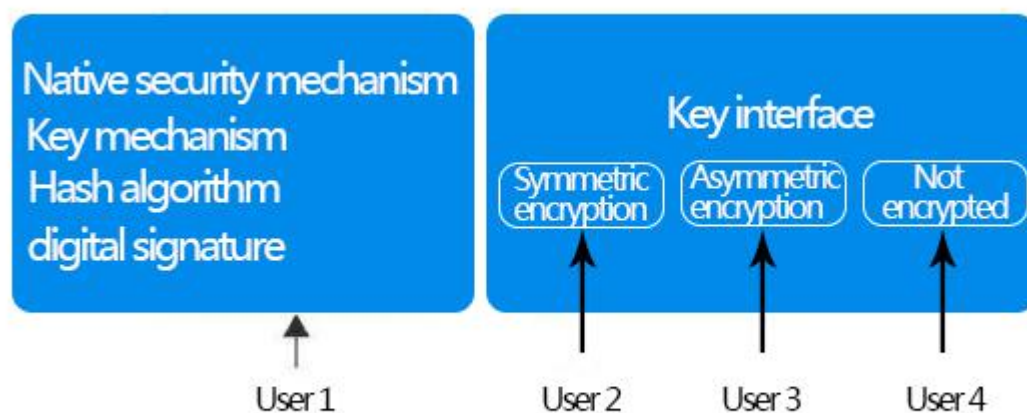 Native security mechanism
Key mechanism
Hash algorithm
digital signature
Key interface
Symmetric
encryption
Asymmetric
encryption
Not
encrypted
User 1
User 2
User 3
User 4